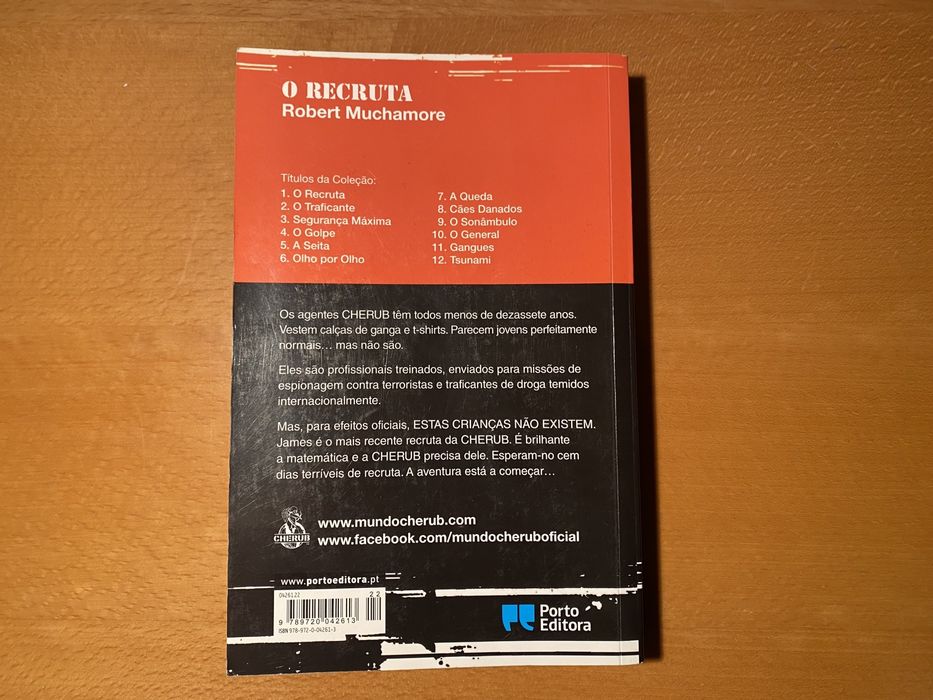 O RECRUTA
Robert Muchamore
Títulos da Coleção:
1. O Recruta
2. O Traficante
3. Segurança Máxima
4. O Golpe
5. A Seita
6. Olho por Olho
7. A Queda
8. Cães Danados
9. O Sonâmbulo
10. O General
11. Gangues
12. Tsunami
Os agentes CHERUB têm todos menos de dezassete anos.
Vestem calças de ganga e t-shirts. Parecem jovens perfeitamente
normais… mas não são.
Eles são profissionais treinados, enviados para missões de
espionagem contra terroristas e traficantes de droga temidos
internacionalmente.
Mas, para efeitos oficiais, ESTAS CRIANÇAS NÃO EXISTEM.
James é o mais recente recruta da CHERUB. É brilhante
a matemática e a CHERUB precisa dele. Esperam-no cem
dias terríveis de recruta. A aventura está a começar…
CHERUB
www.mundocherub.com
www.facebook.com/mundocheruboficial
www.portoeditora.pt
0426122
22
9 789720 042613
ISBN 978-972-0-04261-3
Porto
Editora